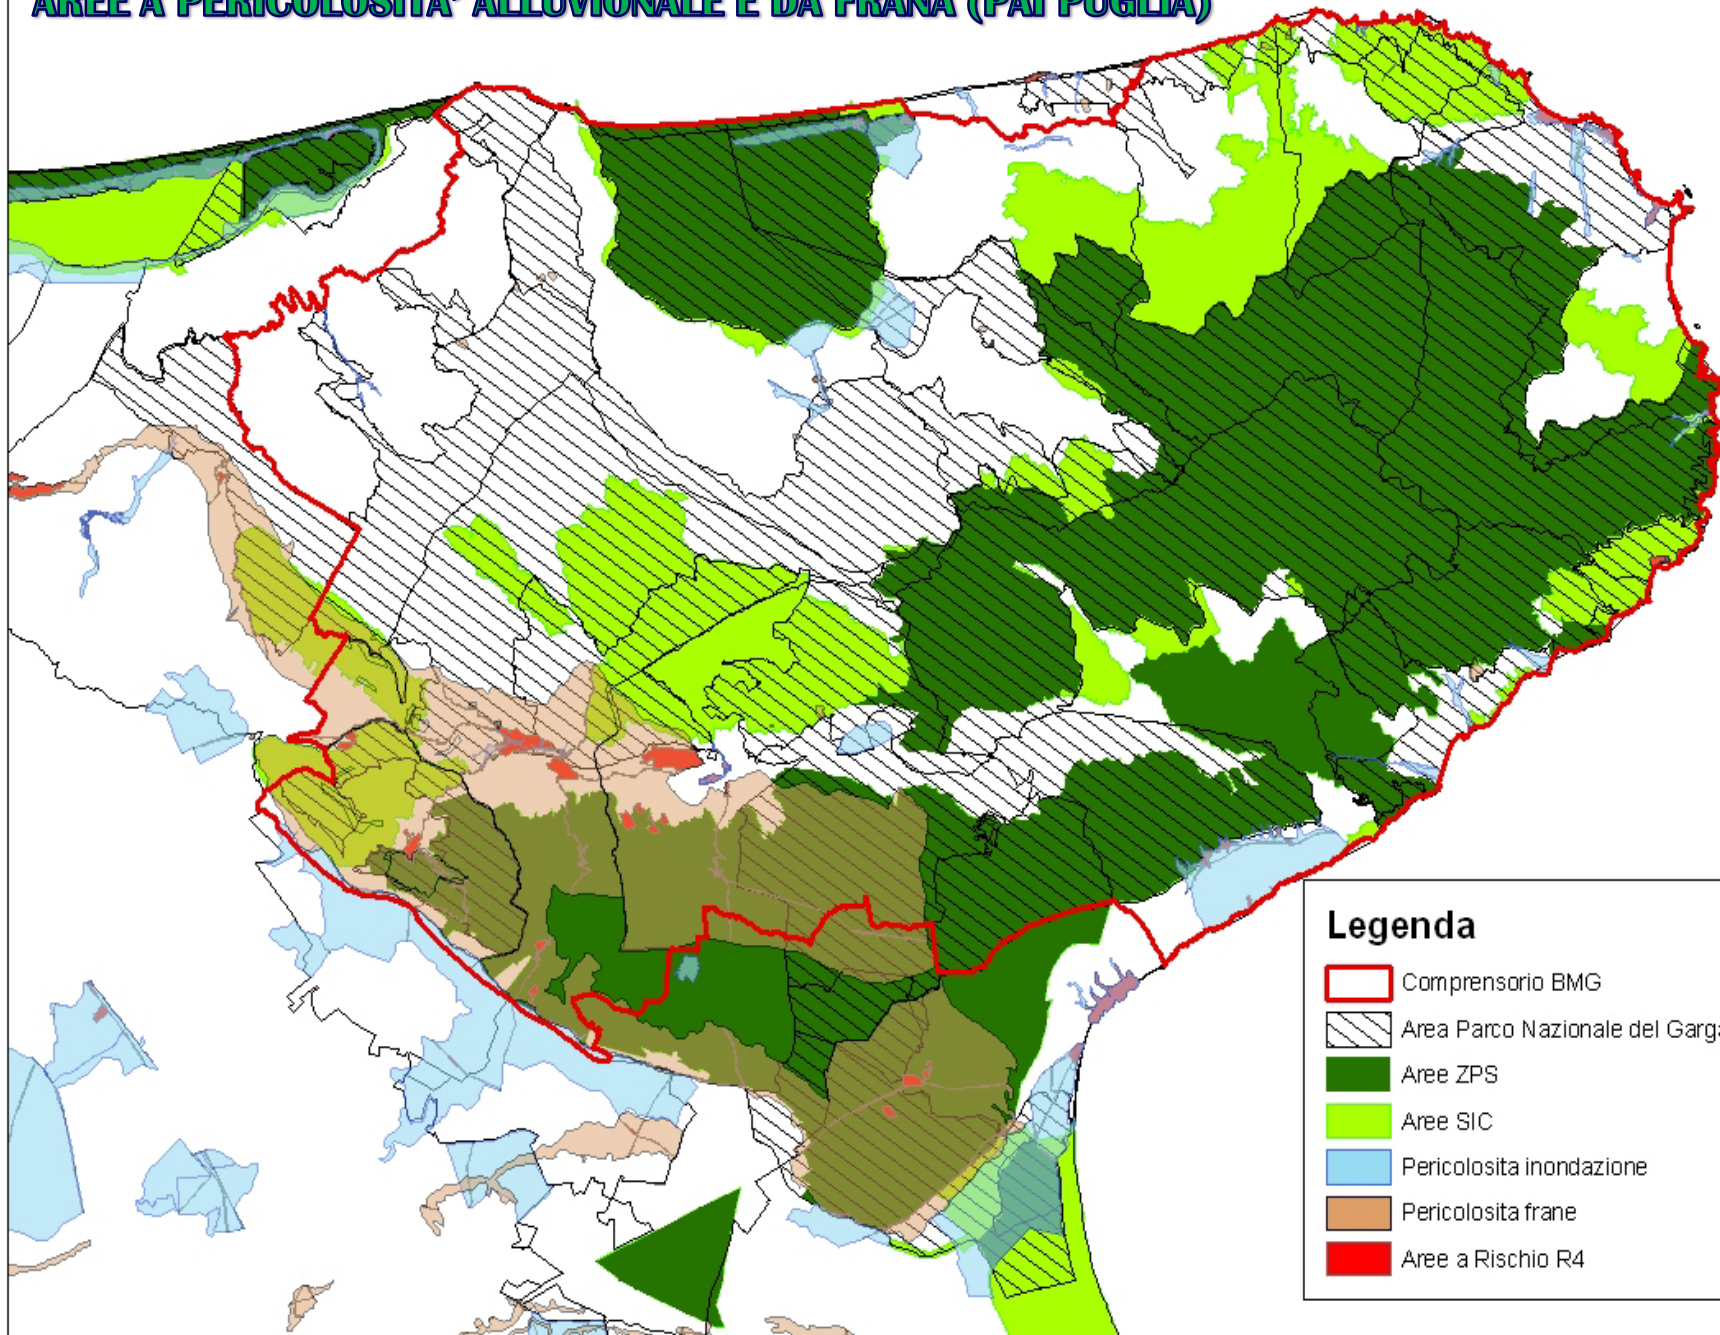 AREE A PERICOLOSITA' ALLUVIONALE E DA FRANA (PAI PUGLIA)
Legenda
Comprensorio BMG
Area Parco Nazionale del Garga
Aree ZPS
Aree SIC
Pericolosita inondazione
Pericolosita frane
Aree a Rischio R4